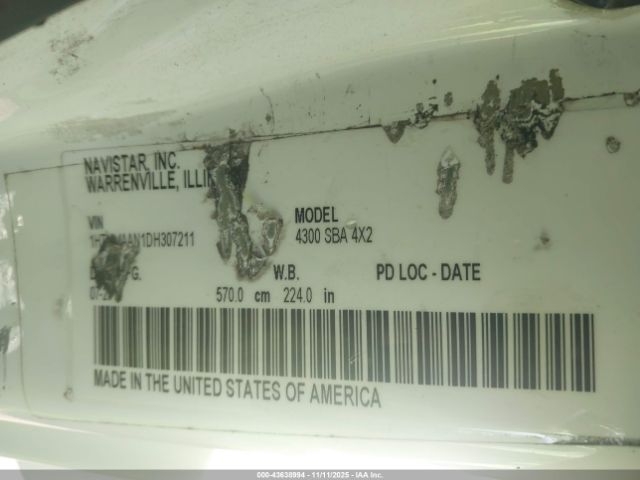 NAVISTAR, INC.
WARRENVILLE,
VIN
MODEL
4300 SBA 4X2
W.B.
PD LOC - DATE
570.0 cm 224.0 in
MADE IN THE UNITED STATES OF AMERICA
000-43638994 - 11/11/2025 - IAA Inc.